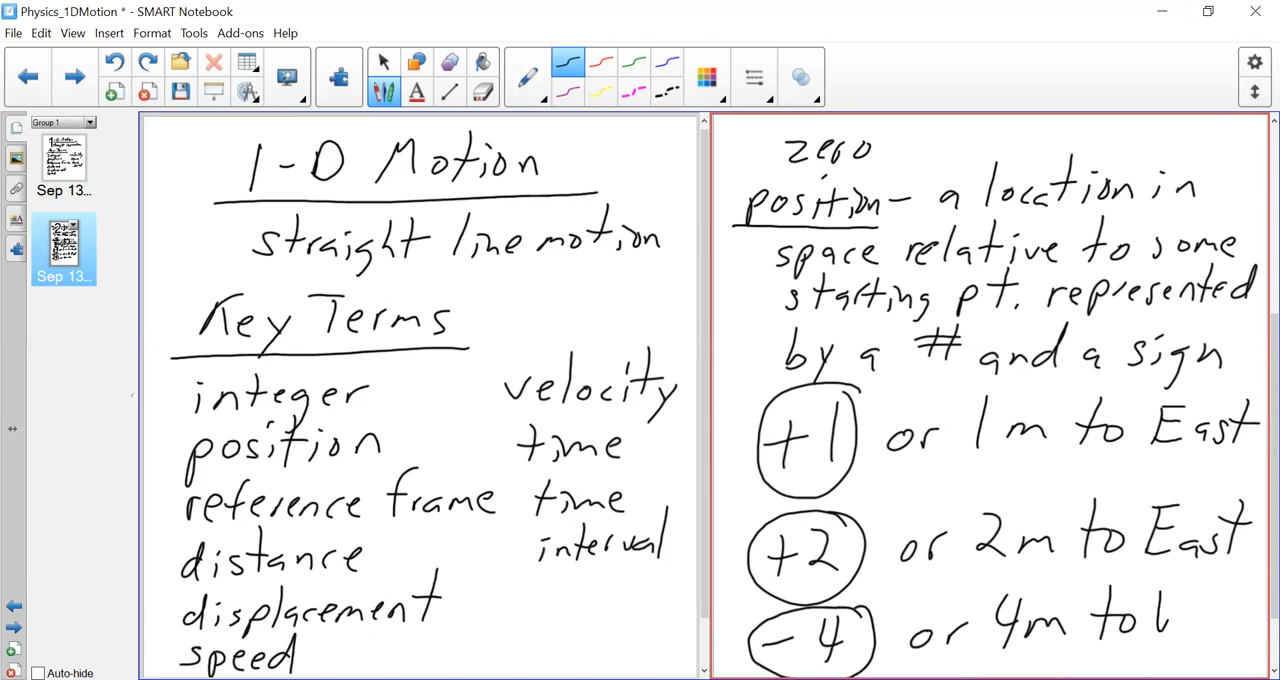 Physics_1DMotion * - SMART Notebook
File Edit View Insert Format Tools Add-ons Help
Group 1
Sep 13...
Sep 13...
Auto-hide
1-D Motion
straight line motion
Key Terms
integer
position
reference frame
distance
displacement
speed
velocity
time
time
interval
zero
position - a location in
space relative to some
starting pt. represented
by a # and a sign
+1 or 1m to East
+2 or 2m to East
-4 or 4m to